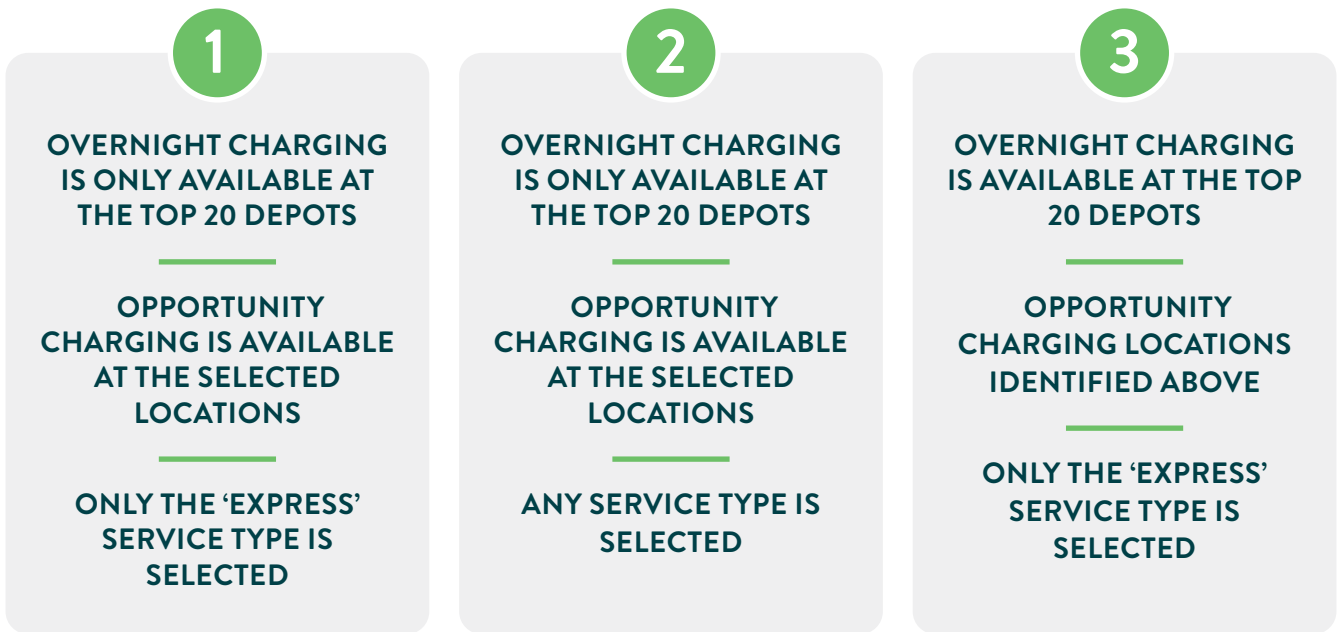 1
OVERNIGHT CHARGING
IS ONLY AVAILABLE AT
THE TOP 20 DEPOTS
OPPORTUNITY
CHARGING IS AVAILABLE
AT THE SELECTED
LOCATIONS
ONLY THE ‘EXPRESS’
SERVICE TYPE IS
SELECTED
2
OVERNIGHT CHARGING
IS ONLY AVAILABLE AT
THE TOP 20 DEPOTS
OPPORTUNITY
CHARGING IS AVAILABLE
AT THE SELECTED
LOCATIONS
ANY SERVICE TYPE IS
SELECTED
3
OVERNIGHT CHARGING
IS AVAILABLE AT THE TOP
20 DEPOTS
OPPORTUNITY
CHARGING LOCATIONS
IDENTIFIED ABOVE
ONLY THE ‘EXPRESS’
SERVICE TYPE IS
SELECTED